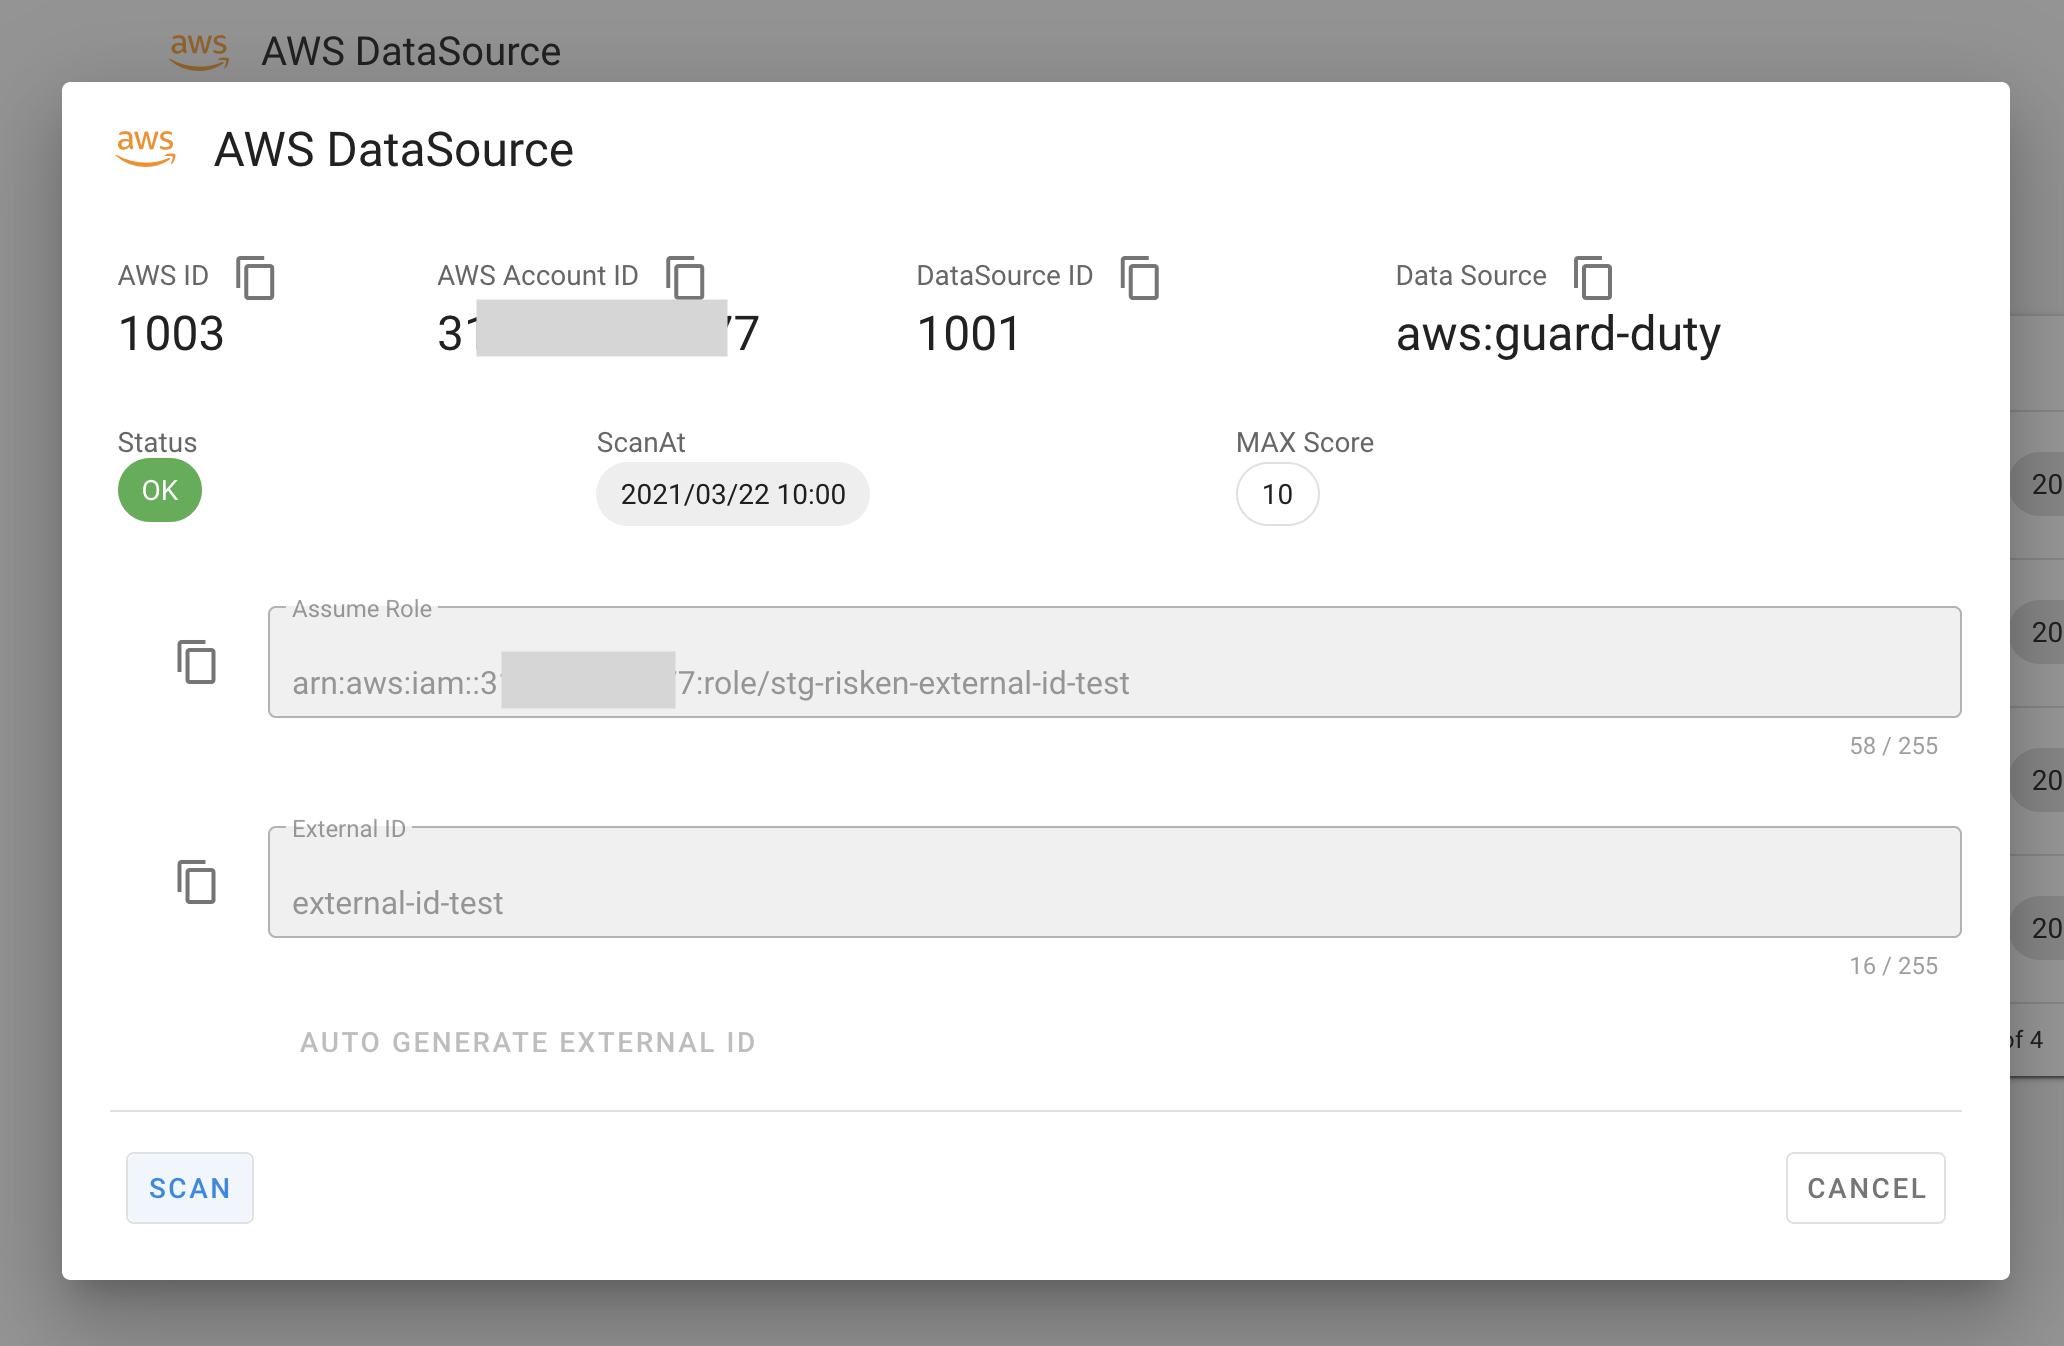 aws AWS DataSource
aws AWS DataSource
AWS ID
AWS Account ID
DataSource ID
Data Source
1003
31 77
1001
aws:guard-duty
Status
ScanAt
MAX Score
OK
2021/03/22 10:00
10
20
Assume Role
20
arn:aws:iam::3 7:role/stg-risken-external-id-test
58 / 255
20
External ID
external-id-test
20
16 / 255
AUTO GENERATE EXTERNAL ID
of 4
SCAN
CANCEL